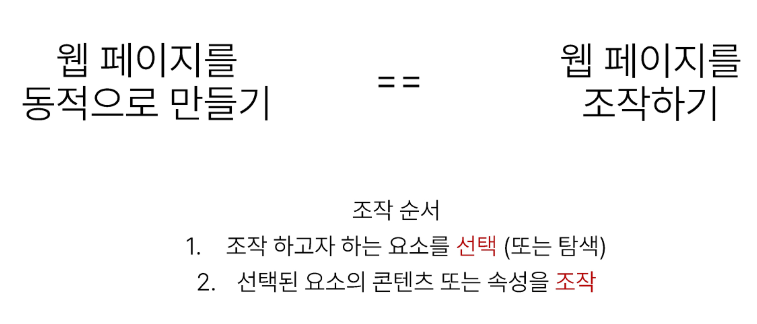 웹 페이지를
동적으로 만들기
==
웹 페이지를
조작하기
조작 순서
1. 조작 하고자 하는 요소를 선택 (또는 탐색)
2. 선택된 요소의 콘텐츠 또는 속성을 조작